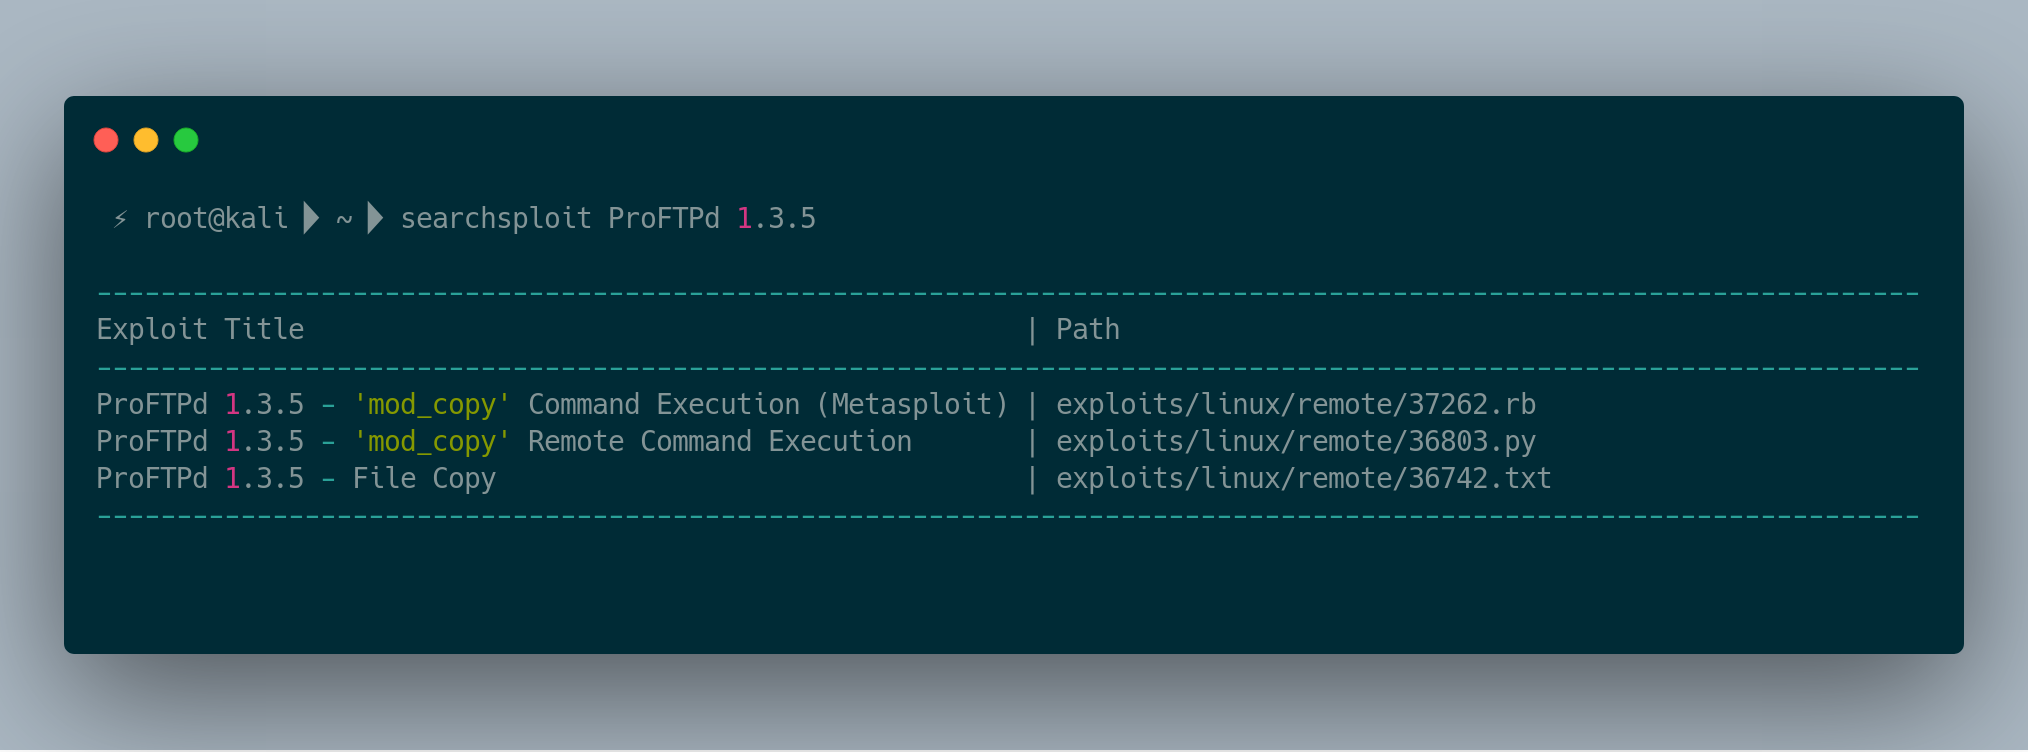 ⚡ root@kali ▶ ~ ▶ searchsploit ProFTPd 1.3.5
------------------------------------------------------------------------------------------------------------------
Exploit Title                                             | Path
------------------------------------------------------------------------------------------------------------------
ProFTPd 1.3.5 - 'mod_copy' Command Execution (Metasploit) | exploits/linux/remote/37262.rb
ProFTPd 1.3.5 - 'mod_copy' Remote Command Execution       | exploits/linux/remote/36803.py
ProFTPd 1.3.5 - File Copy                                 | exploits/linux/remote/36742.txt
------------------------------------------------------------------------------------------------------------------